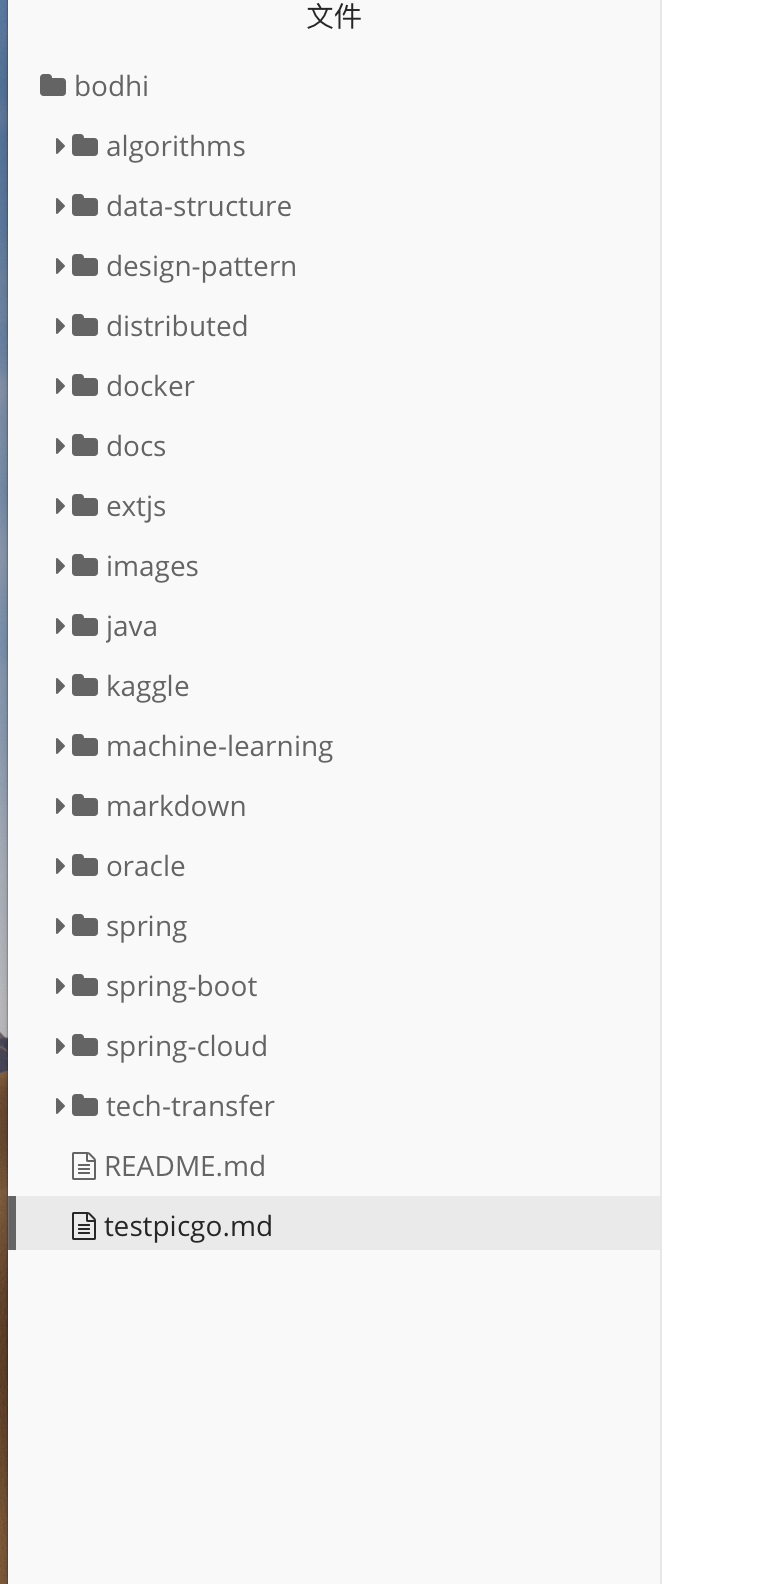 文件
bodhi
algorithms
data-structure
design-pattern
distributed
docker
docs
extjs
images
java
kaggle
machine-learning
markdown
oracle
spring
spring-boot
spring-cloud
tech-transfer
README.md
testpicgo.md